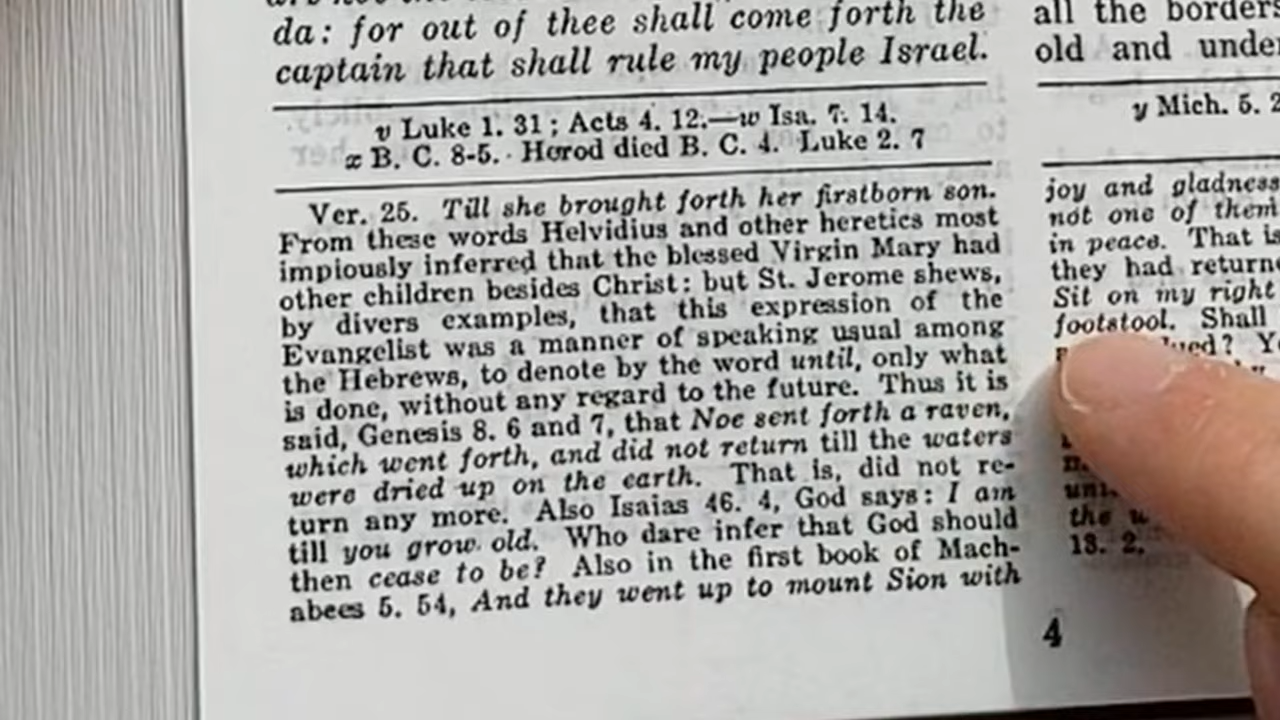 da: for out of thee shall come forth the
captain that shall rule my people Israel.
v Luke 1. 31; Acts 4. 12.—w Isa. 7. 14.
x B. C. 8-5. Herod died B. C. 4. Luke 2. 7
Ver. 25. Till she brought forth her firstborn son.
From these words Helvidius and other heretics most
impiously inferred that the blessed Virgin Mary had
other children besides Christ: but St. Jerome shews,
by divers examples, that this expression of the
Evangelist was a manner of speaking usual among
the Hebrews, to denote by the word until, only what
is done, without any regard to the future. Thus it is
said, Genesis 8. 6 and 7, that Noe sent forth a raven,
which went forth, and did not return till the waters
were dried up on the earth. That is, did not re-
turn any more. Also Isaias 46. 4, God says: I am
till you grow old. Who dare infer that God should
then cease to be? Also in the first book of Mach-
abees 5. 54, And they went up to mount Sion with
all the borders
old and unde
y Mich. 5. 2
joy and gladness
not one of them
in peace. That is
they had return
Sit on my right
footstool. Shall
the
13. 2.
4